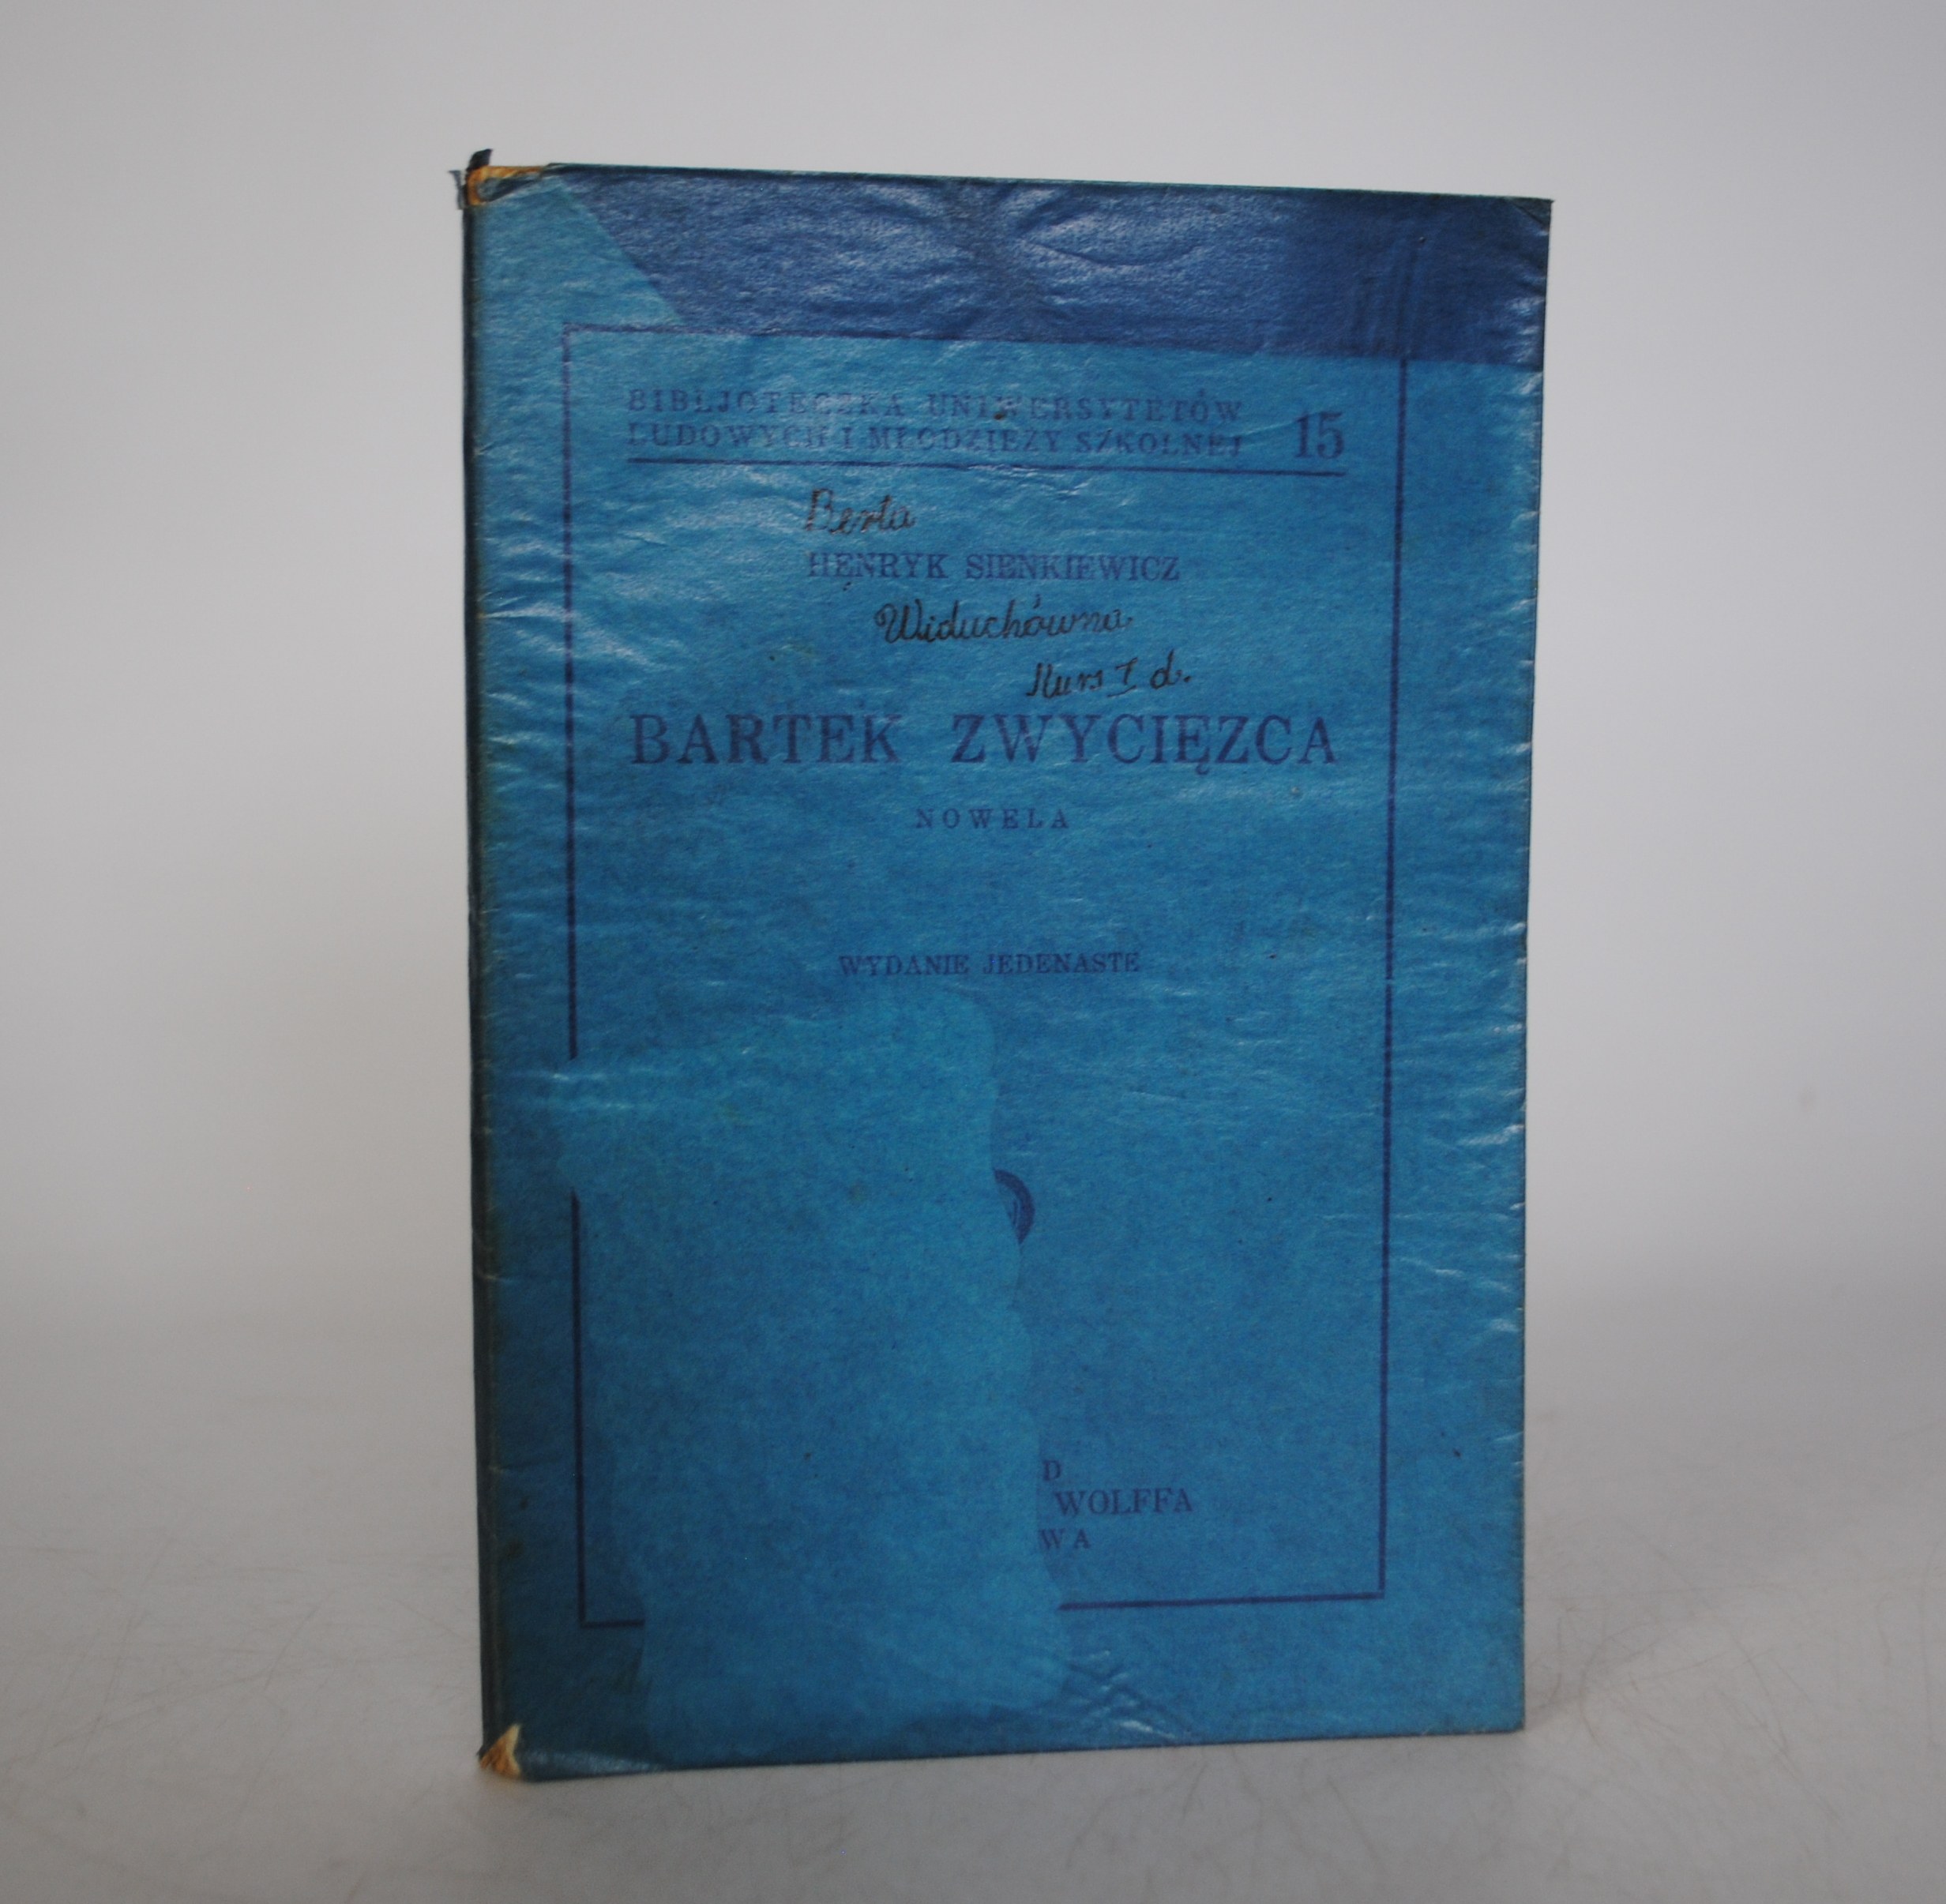 BIBLJOTECZKA UNIWERSYTETÓW
LUDOWYCH I MŁODZIEŻY SZKOLNEJ 15
Berta
HENRYK SIENKIEWICZ
Widuchówna
Kurs I d.
BARTEK ZWYCIĘZCA
NOWELA
WYDANIE JEDENASTE
D
WOLFFA
WA